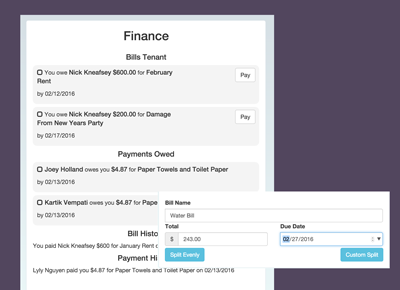 Finance
Bills Tenant
You owe Nick Kneafsey $600.00 for February
Rent
Pay
by 02/12/2016
You owe Nick Kneafsey $200.00 for Damage
From New Years Party
Pay
by 02/17/2016
Payments Owed
Joey Holland owes you $4.87 for Paper Towels and Toilet Paper
by 02/13/2016
Kartik Vempati owes you $4.87 for Pape
by 02/13/2016
Bill Histo
You paid Nick Kneafsey $600 for January Rent o
Payment Hi
Lyly Nguyen paid you $4.87 for Paper Towels and Toilet Paper on 02/13/2016
Bill Name
Water Bill
Total
Due Date
$ 243.00
02/27/2016
Split Evenly
Custom Split